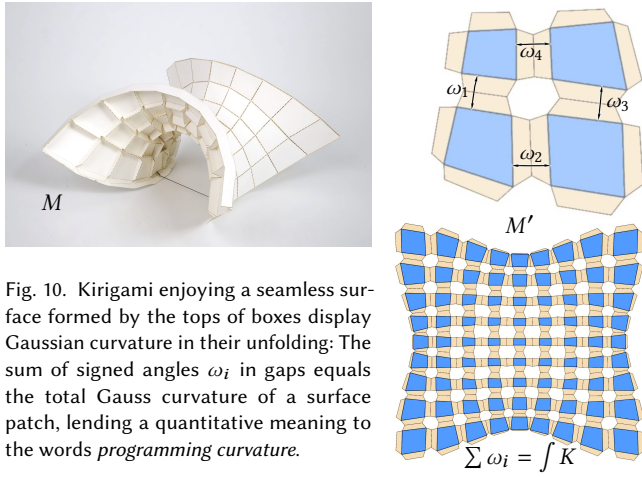 M
Fig. 10. Kirigami enjoying a seamless sur-
face formed by the tops of boxes display
Gaussian curvature in their unfolding: The
sum of signed angles ωᵢ in gaps equals
the total Gauss curvature of a surface
patch, lending a quantitative meaning to
the words programming curvature.
ω₄
ω₁
ω₃
ω₂
M′
∑ ωᵢ = ∫ K